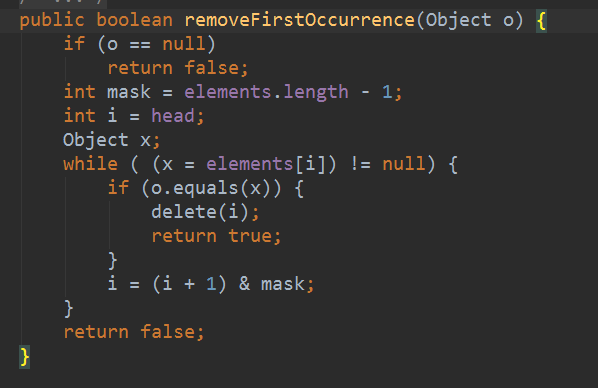 public boolean removeFirstOccurrence(Object o) {
    if (o == null)
        return false;
    int mask = elements.length - 1;
    int i = head;
    Object x;
    while ( (x = elements[i]) != null) {
        if (o.equals(x)) {
            delete(i);
            return true;
        }
        i = (i + 1) & mask;
    }
    return false;
}